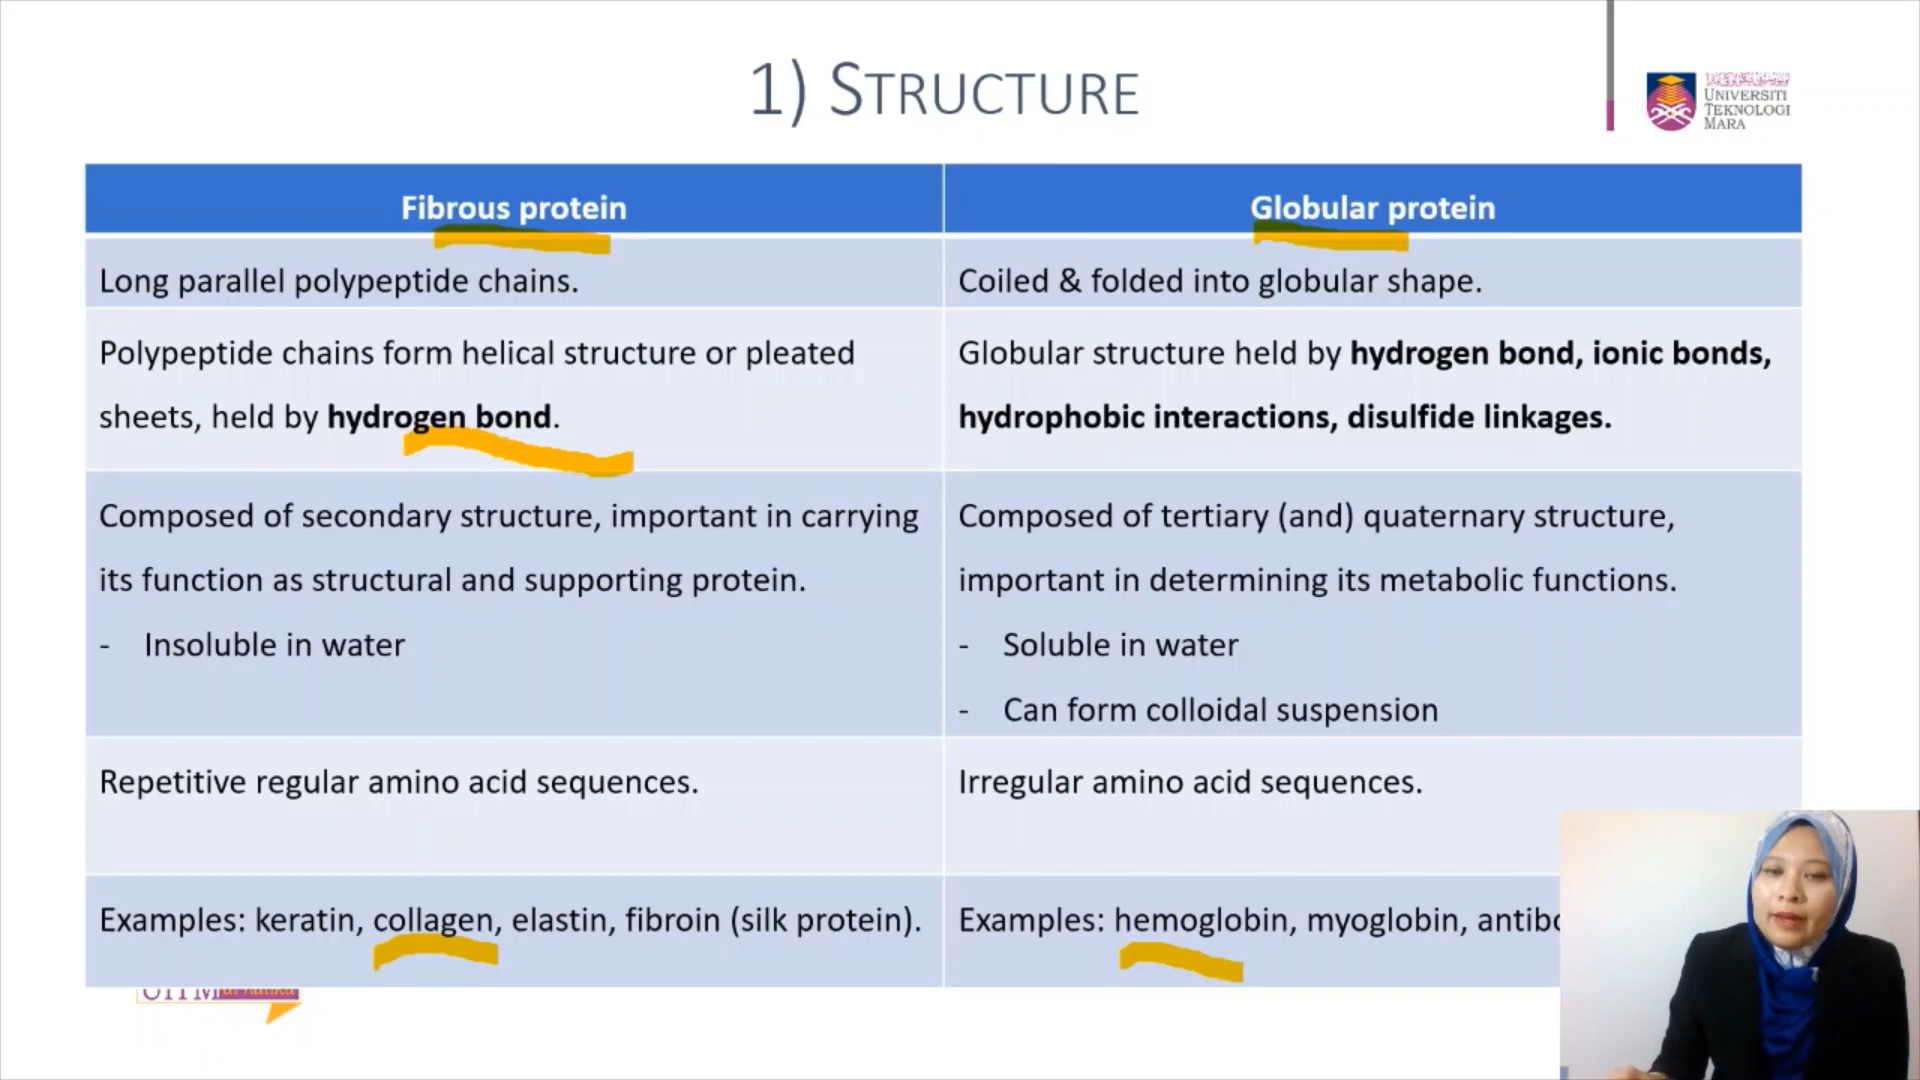 1) STRUCTURE
UNIVERSITI
TEKNOLOGI
MARA
Fibrous protein
Globular protein
Long parallel polypeptide chains.
Coiled & folded into globular shape.
Polypeptide chains form helical structure or pleated
sheets, held by hydrogen bond.
Globular structure held by hydrogen bond, ionic bonds,
hydrophobic interactions, disulfide linkages.
Composed of secondary structure, important in carrying
its function as structural and supporting protein.
- Insoluble in water
Composed of tertiary (and) quaternary structure,
important in determining its metabolic functions.
- Soluble in water
- Can form colloidal suspension
Repetitive regular amino acid sequences.
Irregular amino acid sequences.
Examples: keratin, collagen, elastin, fibroin (silk protein).
Examples: hemoglobin, myoglobin,